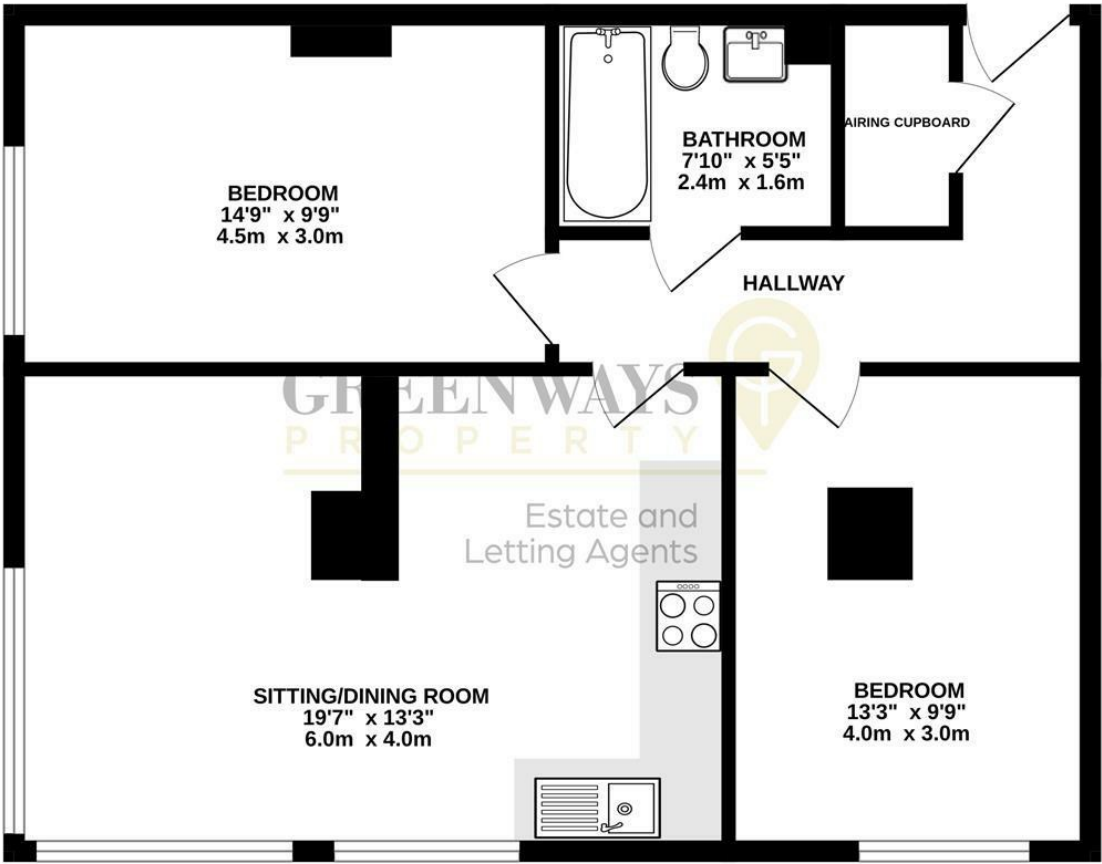 BEDROOM
14'9" x 9'9"
4.5m x 3.0m
BATHROOM
7'10" x 5'5"
2.4m x 1.6m
AIRING CUPBOARD
HALLWAY
GREENWAYS
PROPERTY
Estate and
Letting Agents
SITTING/DINING ROOM
19'7" x 13'3"
6.0m x 4.0m
BEDROOM
13'3" x 9'9"
4.0m x 3.0m